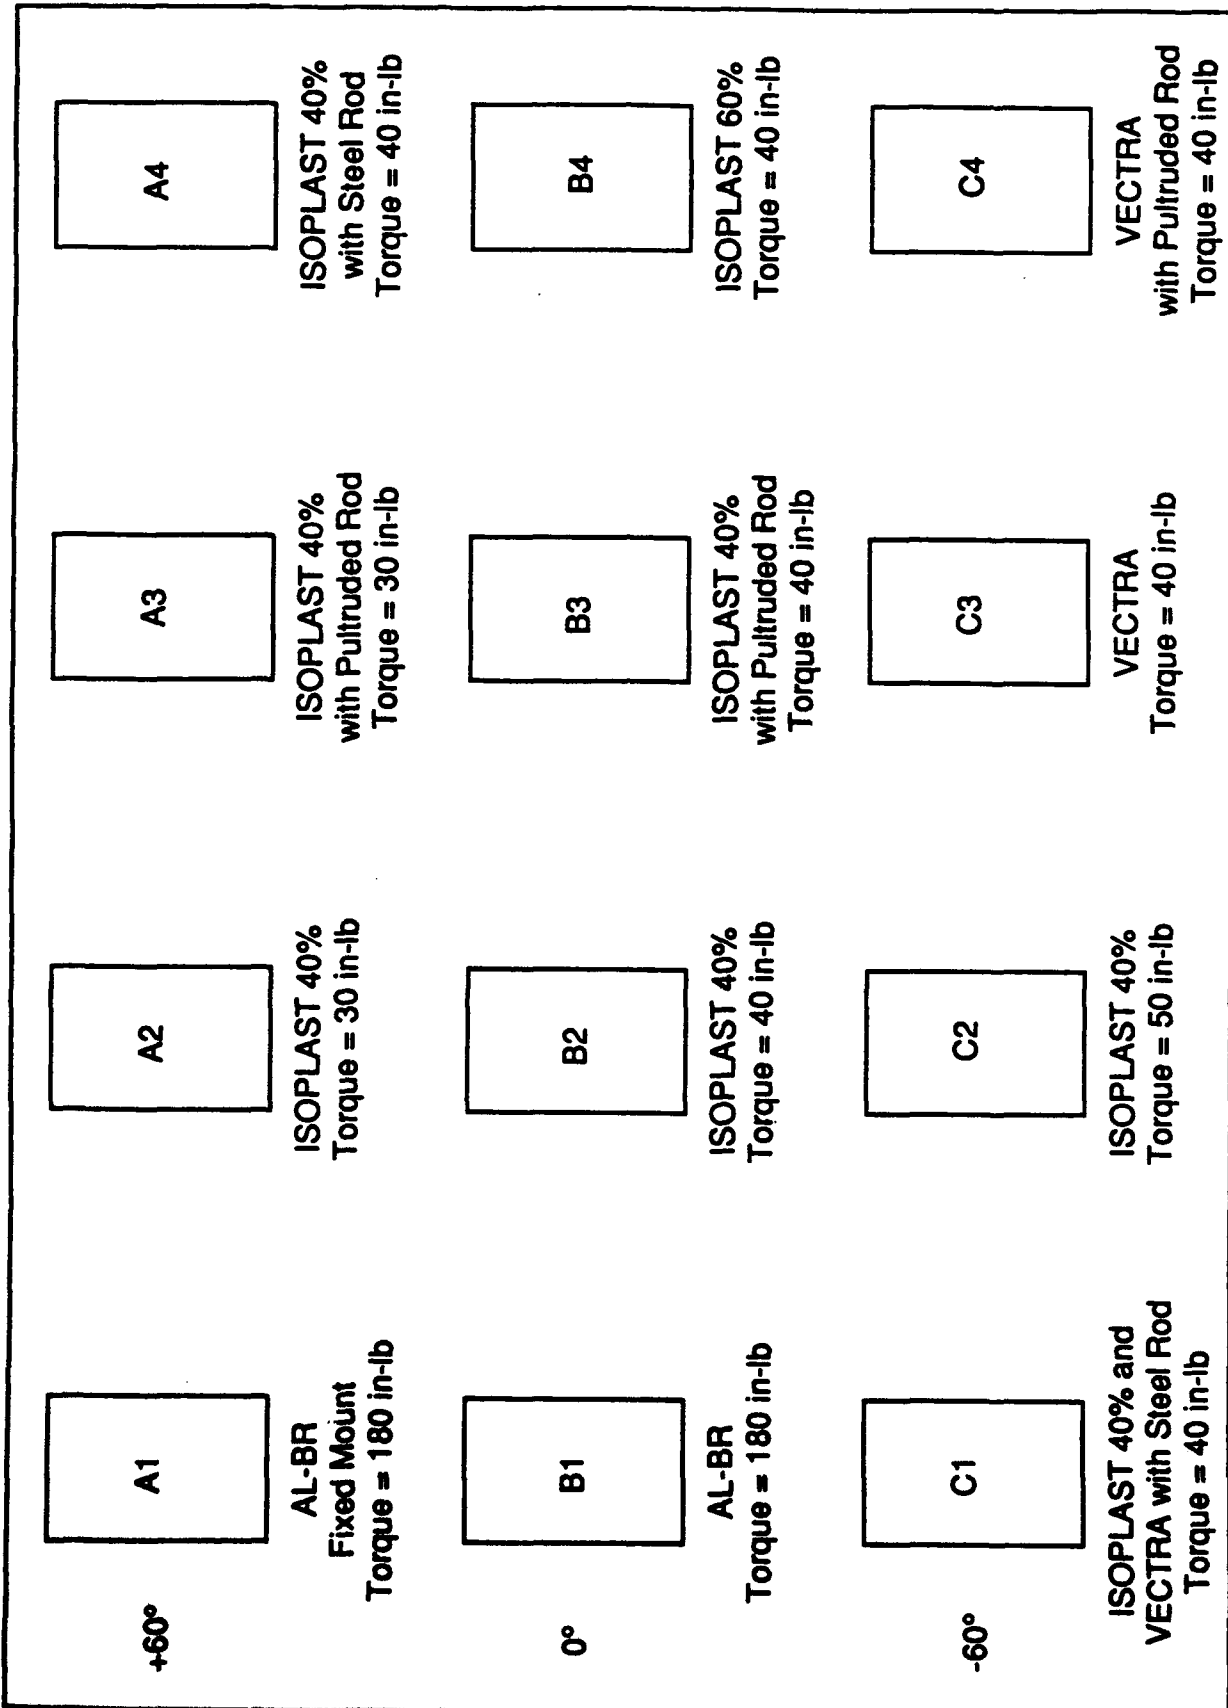 +60°
A1
AL-BR
Fixed Mount
Torque = 180 in-lb
A2
ISOPLAST 40%
Torque = 30 in-lb
A3
ISOPLAST 40%
with Pultruded Rod
Torque = 30 in-lb
A4
ISOPLAST 40%
with Steel Rod
Torque = 40 in-lb
0°
B1
AL-BR
Torque = 180 in-lb
B2
ISOPLAST 40%
Torque = 40 in-lb
B3
ISOPLAST 40%
with Pultruded Rod
Torque = 40 in-lb
B4
ISOPLAST 60%
Torque = 40 in-lb
-60°
C1
ISOPLAST 40% and
VECTRA with Steel Rod
Torque = 40 in-lb
C2
ISOPLAST 40%
Torque = 50 in-lb
C3
VECTRA
Torque = 40 in-lb
C4
VECTRA
with Pultruded Rod
Torque = 40 in-lb